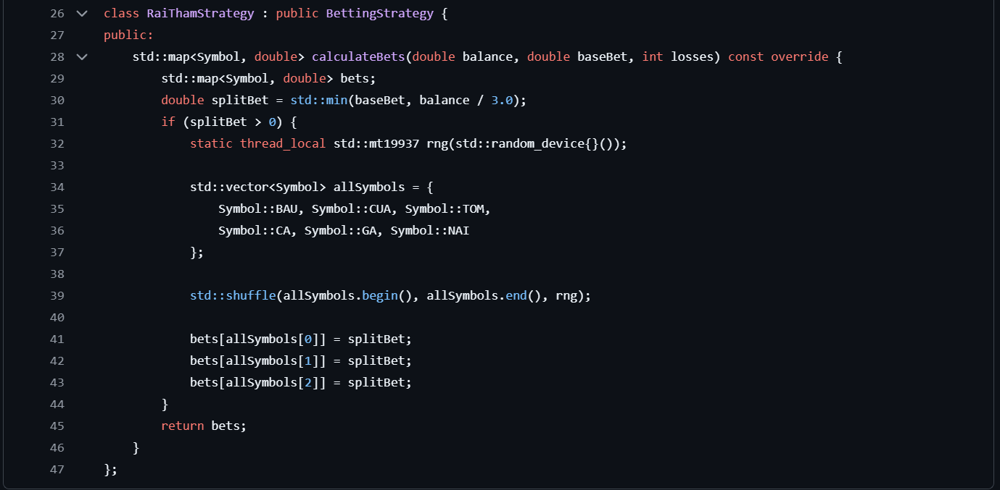 26 class RaiThamStrategy : public BettingStrategy {
27 public:
28     std::map<Symbol, double> calculateBets(double balance, double baseBet, int losses) const override {
29         std::map<Symbol, double> bets;
30         double splitBet = std::min(baseBet, balance / 3.0);
31         if (splitBet > 0) {
32             static thread_local std::mt19937 rng(std::random_device{}());
33
34             std::vector<Symbol> allSymbols = {
35                 Symbol::BAU, Symbol::CUA, Symbol::TOM,
36                 Symbol::CA, Symbol::GA, Symbol::NAI
37             };
38
39             std::shuffle(allSymbols.begin(), allSymbols.end(), rng);
40
41             bets[allSymbols[0]] = splitBet;
42             bets[allSymbols[1]] = splitBet;
43             bets[allSymbols[2]] = splitBet;
44         }
45         return bets;
46     }
47 };